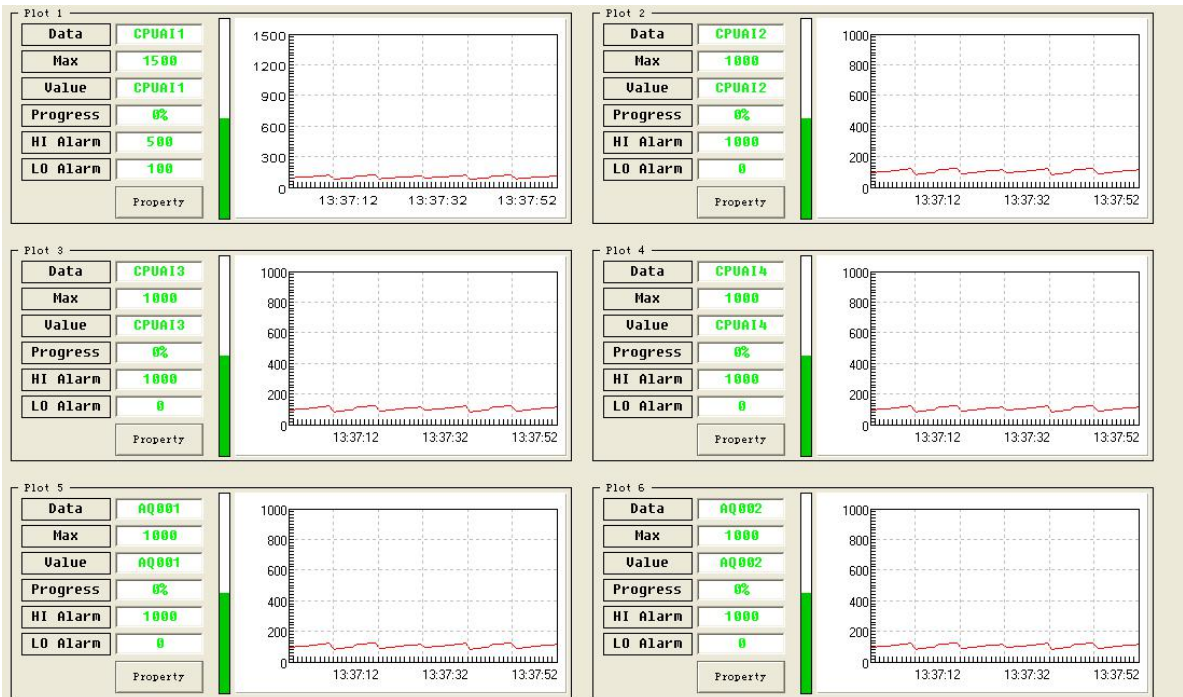 Plot 1
Data CPUAI1
Max 1500
Value CPUAI1
Progress 0%
HI Alarm 500
LO Alarm 100
Property
1500
1200
900
600
300
0
13:37:12 13:37:32 13:37:52
Plot 2
Data CPUAI2
Max 1000
Value CPUAI2
Progress 0%
HI Alarm 1000
LO Alarm 0
Property
1000
800
600
400
200
0
13:37:12 13:37:32 13:37:52
Plot 3
Data CPUAI3
Max 1000
Value CPUAI3
Progress 0%
HI Alarm 1000
LO Alarm 0
Property
1000
800
600
400
200
0
13:37:12 13:37:32 13:37:52
Plot 4
Data CPUAI4
Max 1000
Value CPUAI4
Progress 0%
HI Alarm 1000
LO Alarm 0
Property
1000
800
600
400
200
0
13:37:12 13:37:32 13:37:52
Plot 5
Data AQ001
Max 1000
Value AQ001
Progress 0%
HI Alarm 1000
LO Alarm 0
Property
1000
800
600
400
200
0
13:37:12 13:37:32 13:37:52
Plot 6
Data AQ002
Max 1000
Value AQ002
Progress 0%
HI Alarm 1000
LO Alarm 0
Property
1000
800
600
400
200
0
13:37:12 13:37:32 13:37:52